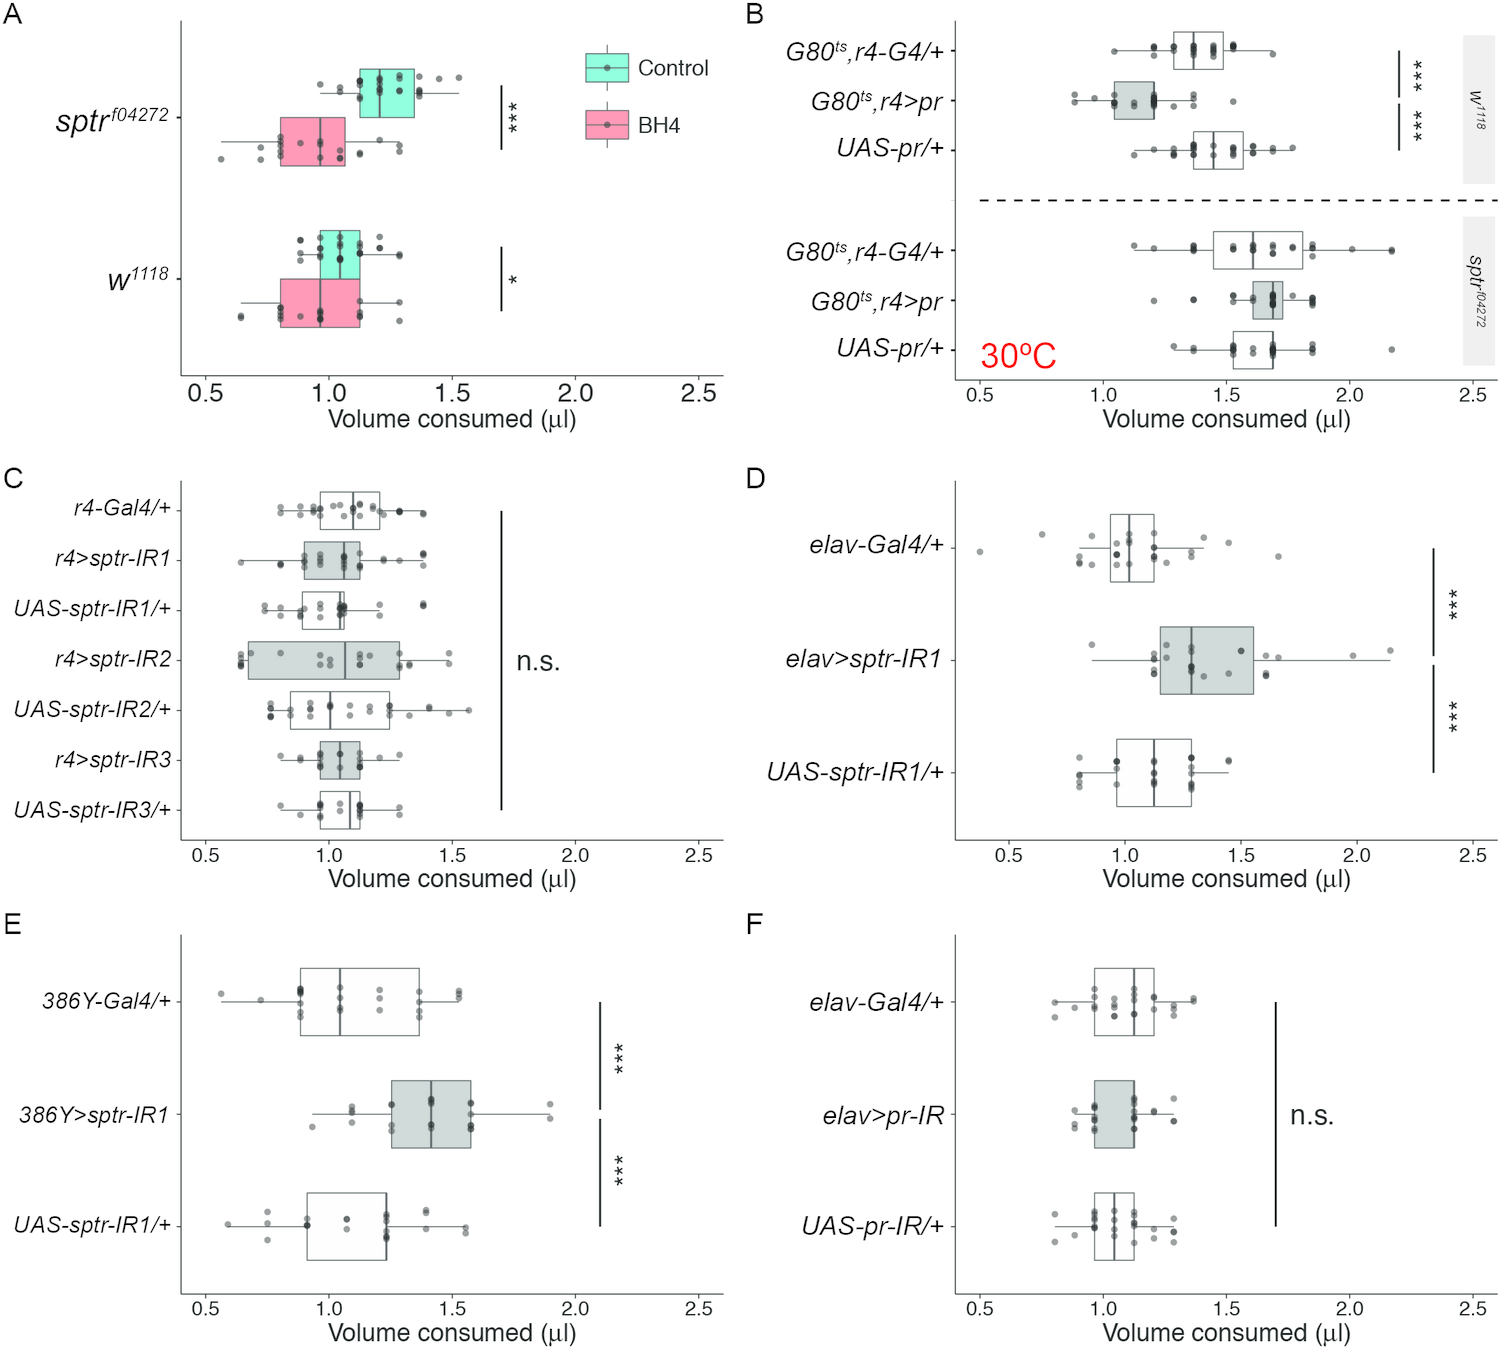 A
sptr^f04272
w^1118
Control
BH4
***
*
0.5 1.0 1.5 2.0 2.5
Volume consumed (μl)
B
G80^ts,r4-G4/+
G80^ts,r4>pr
UAS-pr/+
***
***
w^1118
G80^ts,r4-G4/+
G80^ts,r4>pr
UAS-pr/+
sptr^f04272
30ºC
0.5 1.0 1.5 2.0 2.5
Volume consumed (μl)
C
r4-Gal4/+
r4>sptr-IR1
UAS-sptr-IR1/+
r4>sptr-IR2
UAS-sptr-IR2/+
r4>sptr-IR3
UAS-sptr-IR3/+
n.s.
0.5 1.0 1.5 2.0 2.5
Volume consumed (μl)
D
elav-Gal4/+
elav>sptr-IR1
UAS-sptr-IR1/+
***
***
0.5 1.0 1.5 2.0 2.5
Volume consumed (μl)
E
386Y-Gal4/+
386Y>sptr-IR1
UAS-sptr-IR1/+
***
***
0.5 1.0 1.5 2.0 2.5
Volume consumed (μl)
F
elav-Gal4/+
elav>pr-IR
UAS-pr-IR/+
n.s.
0.5 1.0 1.5 2.0 2.5
Volume consumed (μl)